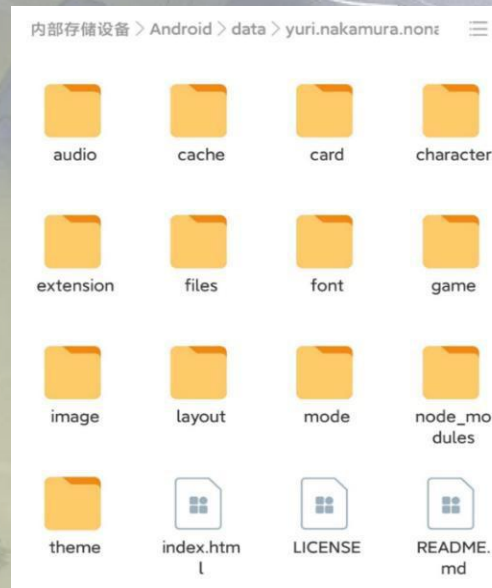 内部存储设备 > Android > data > yuri.nakamura.nona
audio
cache
card
character
extension
files
font
game
image
layout
mode
node_mo
dules
theme
index.htm
l
LICENSE
README.
md